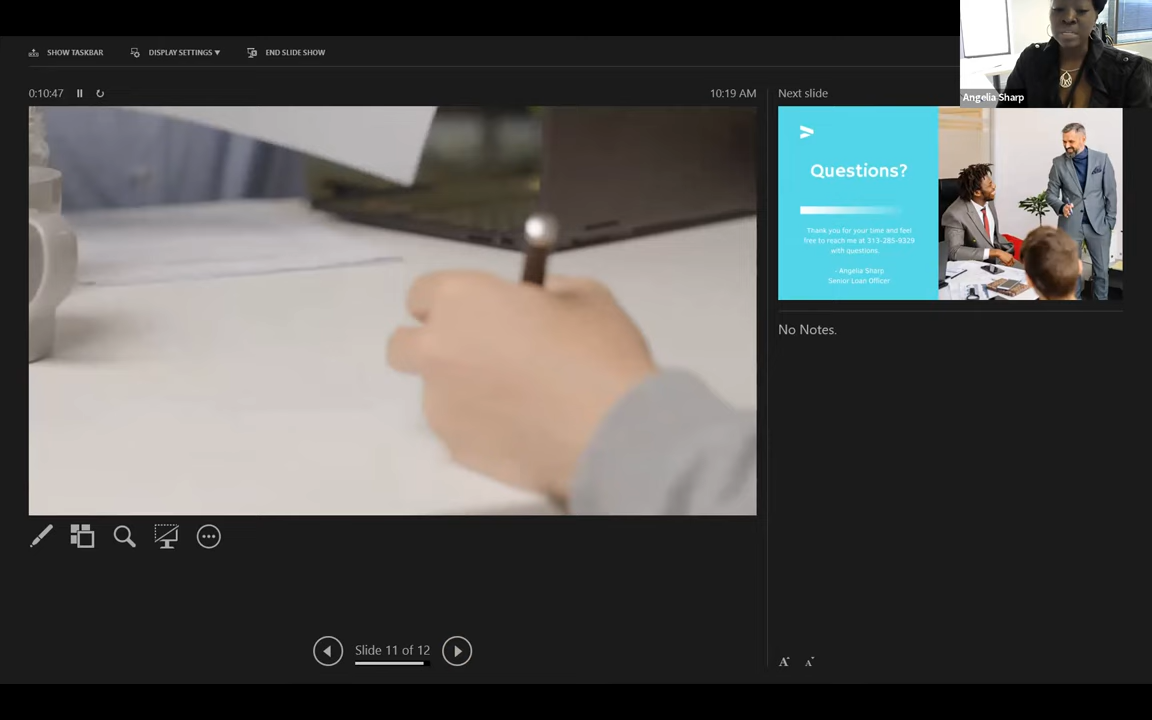 SHOW TASKBAR
DISPLAY SETTINGS ▼
END SLIDE SHOW
0:10:47
10:19 AM
Next slide
Angelia Sharp
Questions?
Thank you for your time and feel
free to reach me at 313-285-9329
with questions.
- Angelia Sharp
Senior Loan Officer
No Notes.
Slide 11 of 12
A
A